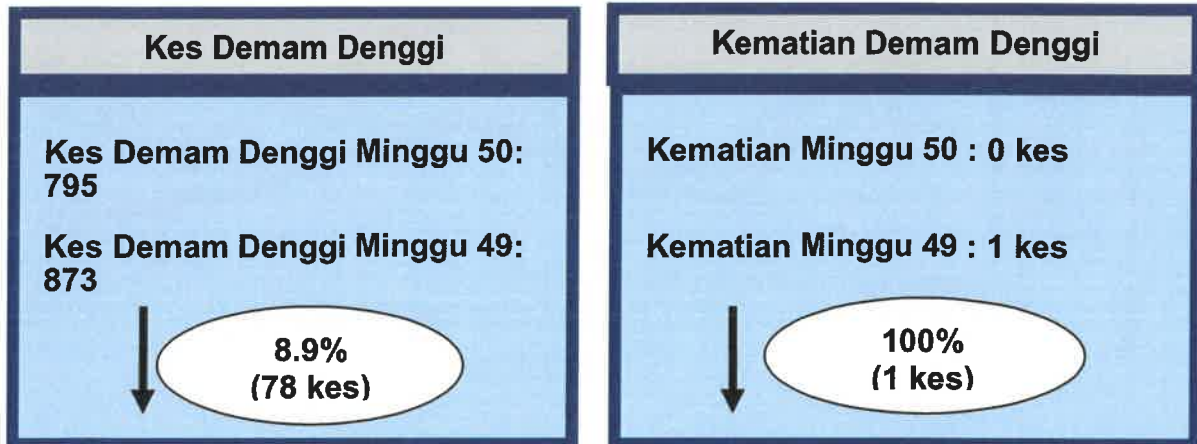 Kes Demam Denggi
Kes Demam Denggi Minggu 50:
795
Kes Demam Denggi Minggu 49:
873
8.9%
(78 kes)
Kematian Demam Denggi
Kematian Minggu 50 : 0 kes
Kematian Minggu 49 : 1 kes
100%
(1 kes)